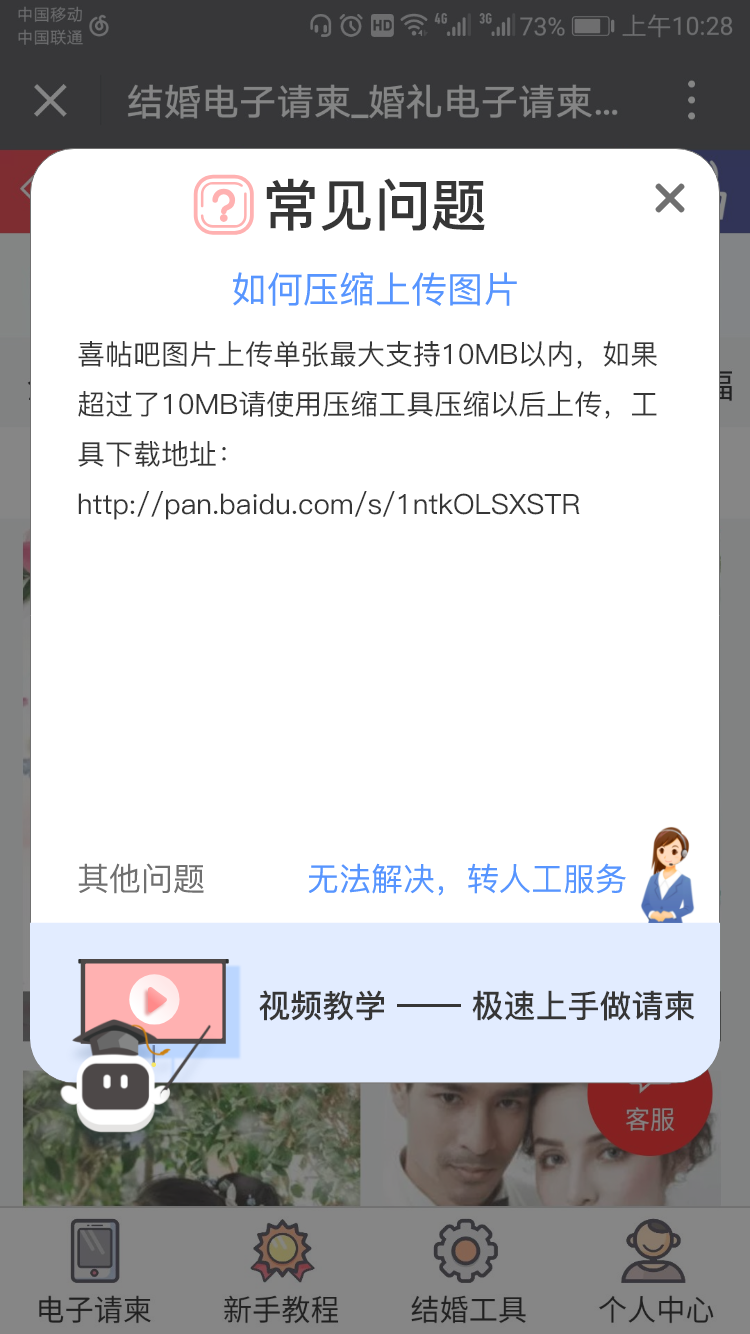 中国移动
中国联通
HD 4G 3G 73% 上午10:28
结婚电子请柬_婚礼电子请柬...
常见问题
如何压缩上传图片
喜帖吧图片上传单张最大支持10MB以内，如果
超过了10MB请使用压缩工具压缩以后上传，工
具下载地址：
http://pan.baidu.com/s/1ntkOLSXSTR
其他问题
无法解决，转人工服务
视频教学 —— 极速上手做请柬
客服
电子请柬
新手教程
结婚工具
个人中心